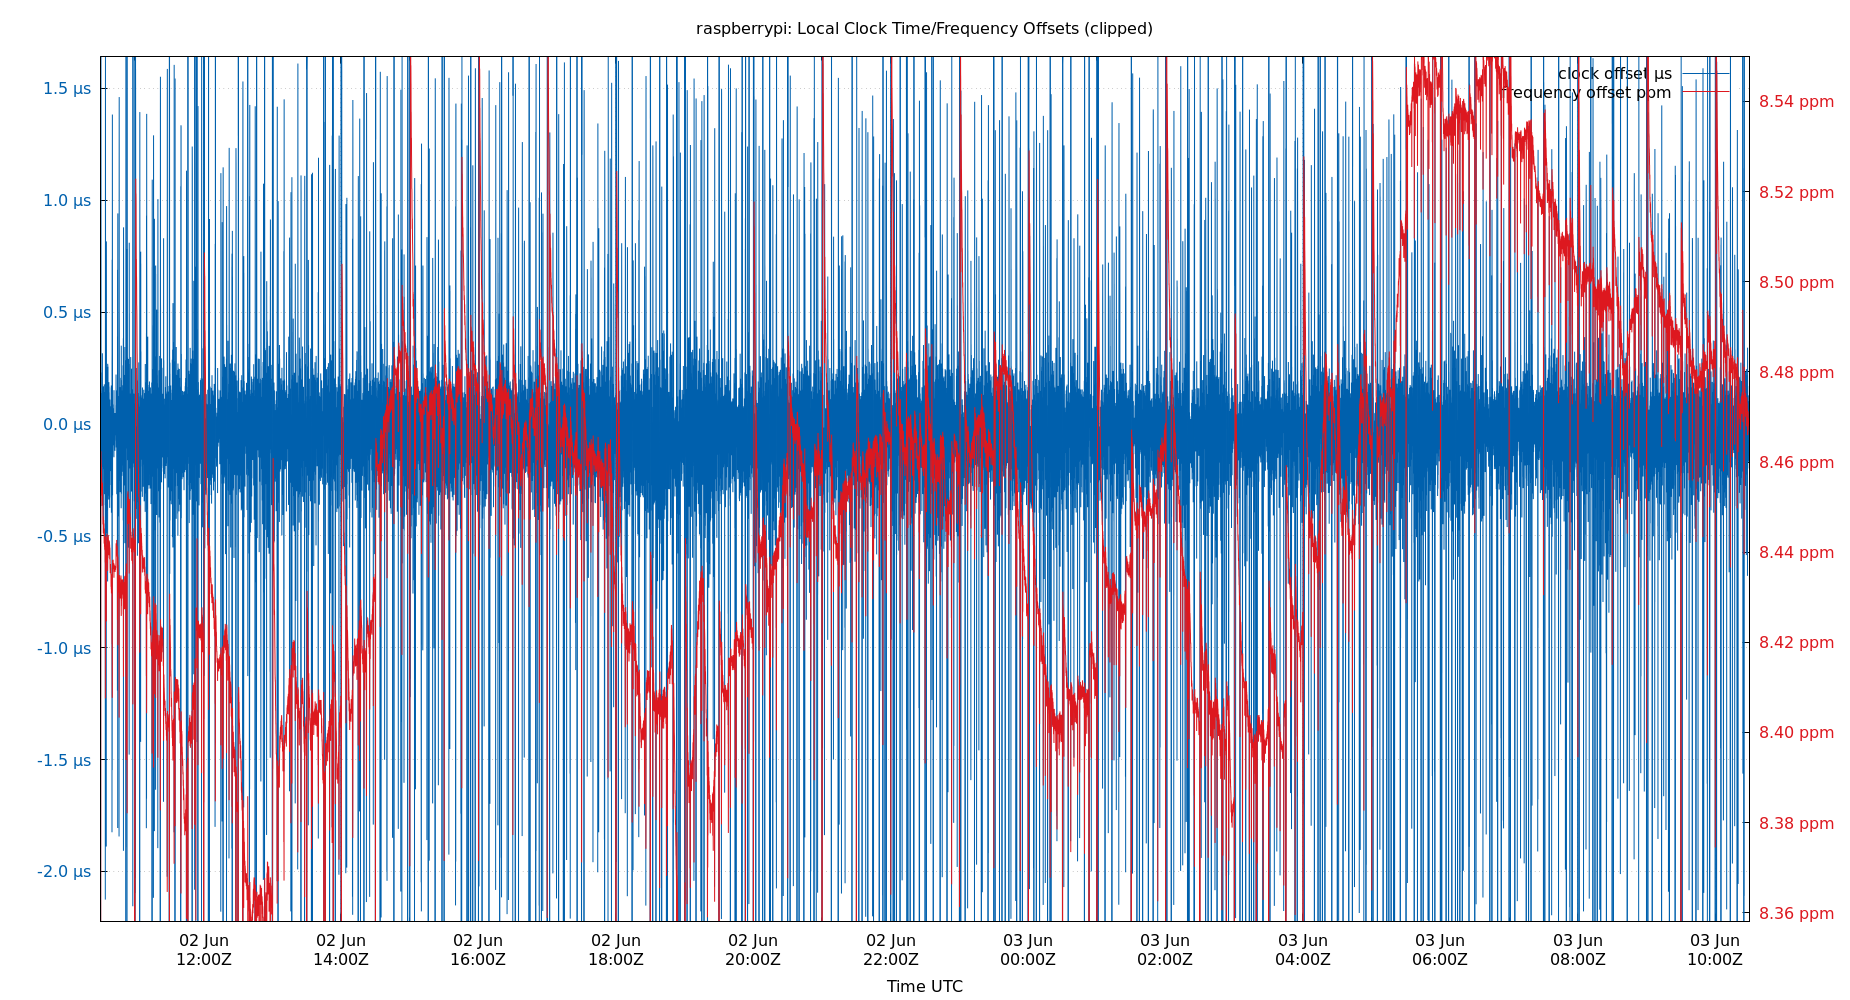 raspberrypi: Local Clock Time/Frequency Offsets (clipped)
clock offset µs
frequency offset ppm
1.5 µs
1.0 µs
0.5 µs
0.0 µs
-0.5 µs
-1.0 µs
-1.5 µs
-2.0 µs
8.54 ppm
8.52 ppm
8.50 ppm
8.48 ppm
8.46 ppm
8.44 ppm
8.42 ppm
8.40 ppm
8.38 ppm
8.36 ppm
02 Jun 02 Jun 02 Jun 02 Jun 02 Jun 02 Jun 03 Jun 03 Jun 03 Jun 03 Jun 03 Jun 03 Jun
12:00Z 14:00Z 16:00Z 18:00Z 20:00Z 22:00Z 00:00Z 02:00Z 04:00Z 06:00Z 08:00Z 10:00Z
Time UTC